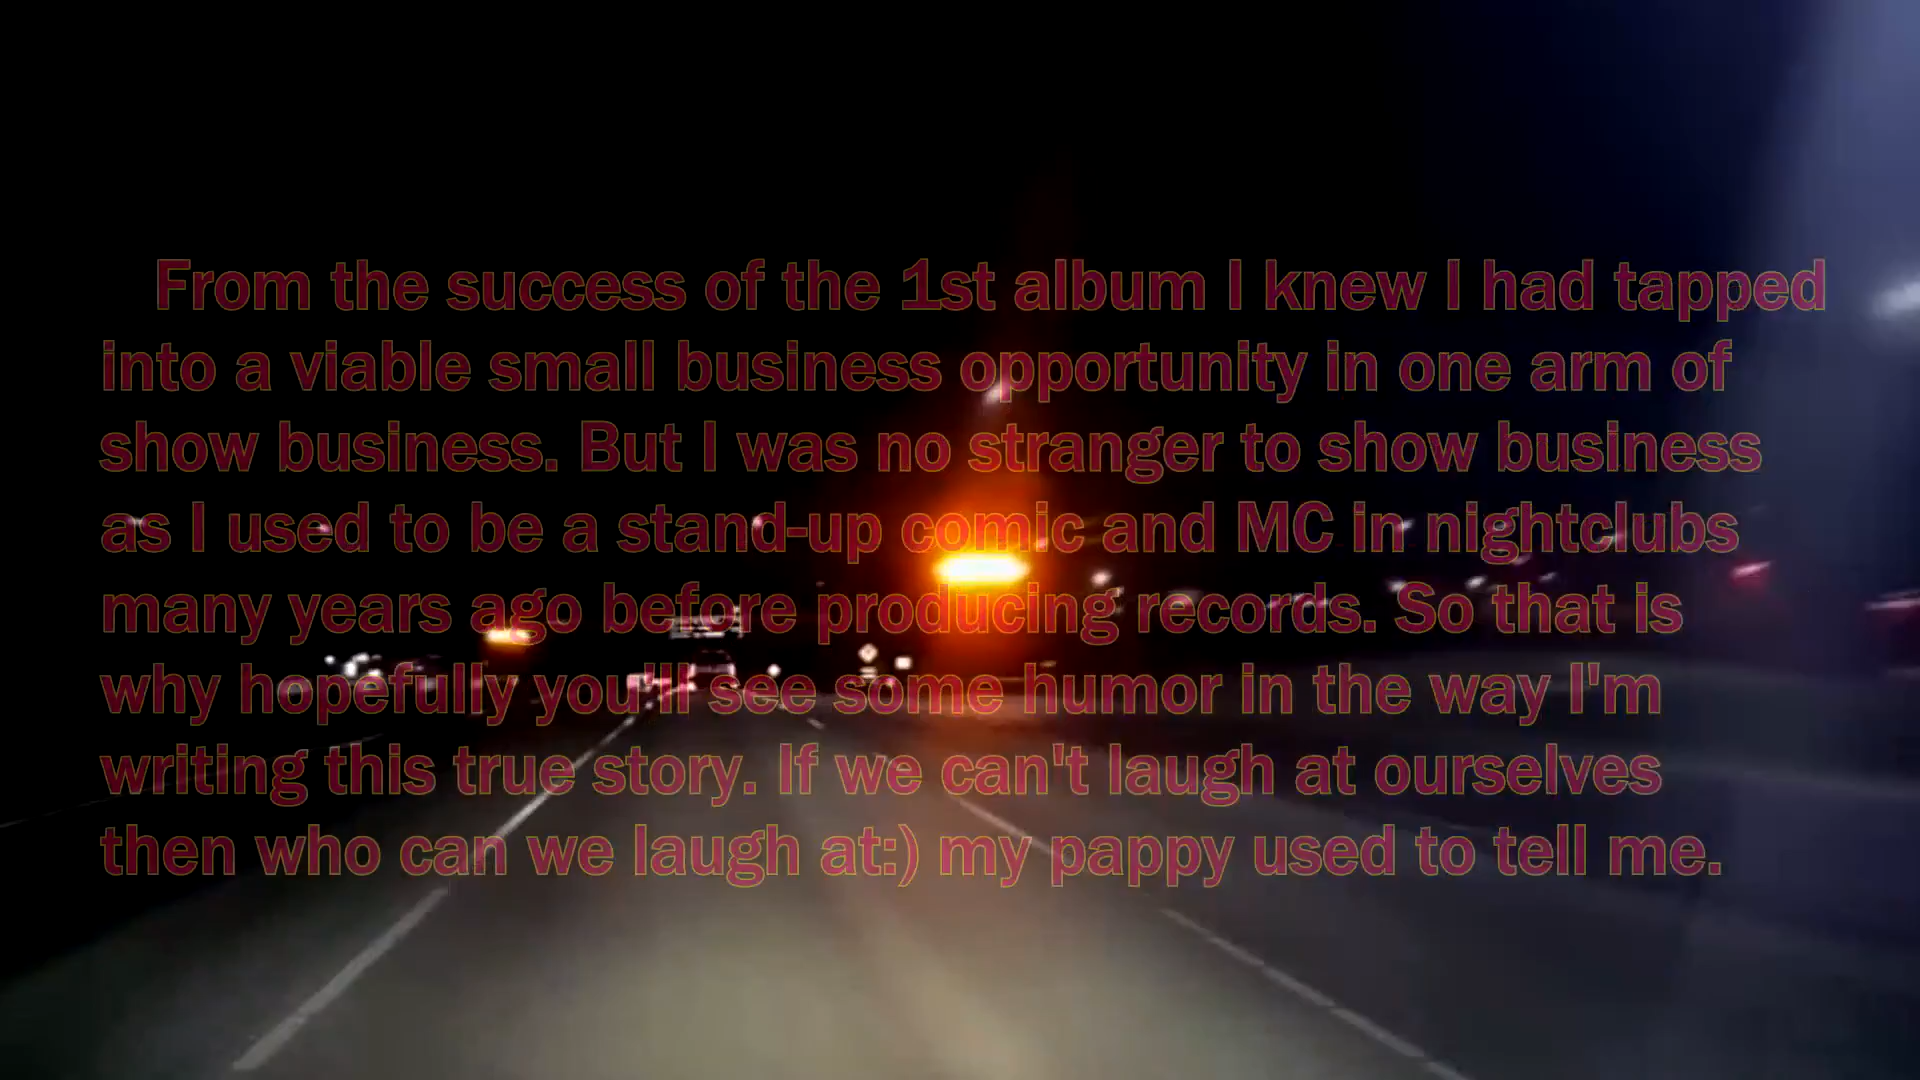 From the success of the 1st album I knew I had tapped
into a viable small business opportunity in one arm of
show business. But I was no stranger to show business
as I used to be a stand-up comic and MC in nightclubs
many years ago before producing records. So that is
why hopefully you'll see some humor in the way I'm
writing this true story. If we can't laugh at ourselves
then who can we laugh at:) my pappy used to tell me.